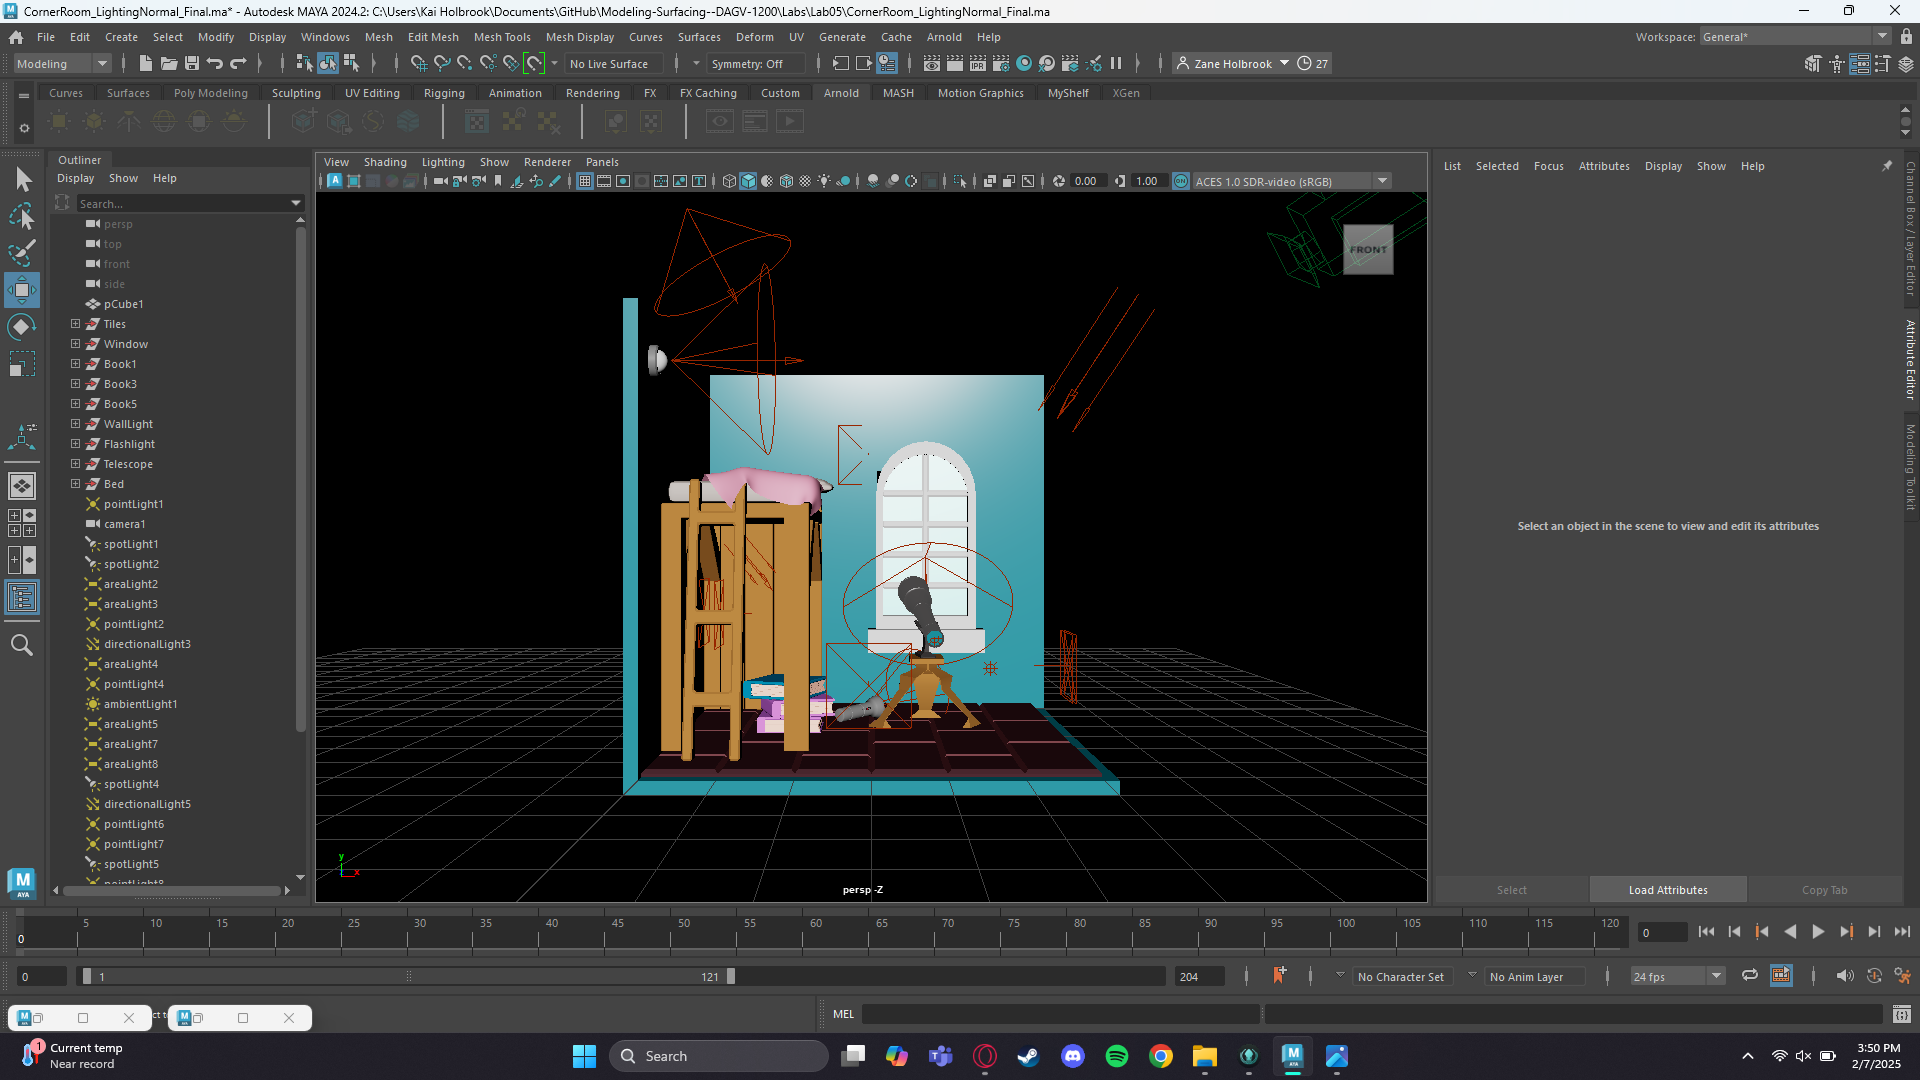 CornerRoom_LightingNormal_Final.ma* - Autodesk MAYA 2024.2: C:\Users\Kai Holbrook\Documents\GitHub\Modeling-Surfacing--DAGV-1200\Labs\Lab05\CornerRoom_LightingNormal_Final.ma
File Edit Create Select Modify Display Windows Mesh Edit Mesh Mesh Tools Mesh Display Curves Surfaces Deform UV Generate Cache Arnold Help
Workspace: General*
Modeling No Live Surface Symmetry: Off IPR Zane Holbrook 27
Curves Surfaces Poly Modeling Sculpting UV Editing Rigging Animation Rendering FX FX Caching Custom Arnold MASH Motion Graphics MyShelf XGen
Outliner
Display Show Help
Search...
persp
top
front
side
pCube1
Tiles
Window
Book1
Book3
Book5
WallLight
Flashlight
Telescope
Bed
pointLight1
camera1
spotLight1
spotLight2
areaLight2
areaLight3
pointLight2
directionalLight3
areaLight4
pointLight4
ambientLight1
areaLight5
areaLight7
areaLight8
spotLight4
directionalLight5
pointLight6
pointLight7
spotLight5
pointLight8
View Shading Lighting Show Renderer Panels
0.00 1.00 ACES 1.0 SDR-video (sRGB)
FRONT
y
x
persp -Z
List Selected Focus Attributes Display Show Help
Select an object in the scene to view and edit its attributes
Select Load Attributes Copy Tab
Channel Box / Layer Editor
Attribute Editor
Modeling Toolkit
0 5 10 15 20 25 30 35 40 45 50 55 60 65 70 75 80 85 90 95 100 105 110 115 120 0
0 1 121 204 No Character Set No Anim Layer 24 fps
ct t
MEL
Current temp
Near record
1
Search
M
AYA
3:50 PM
2/7/2025